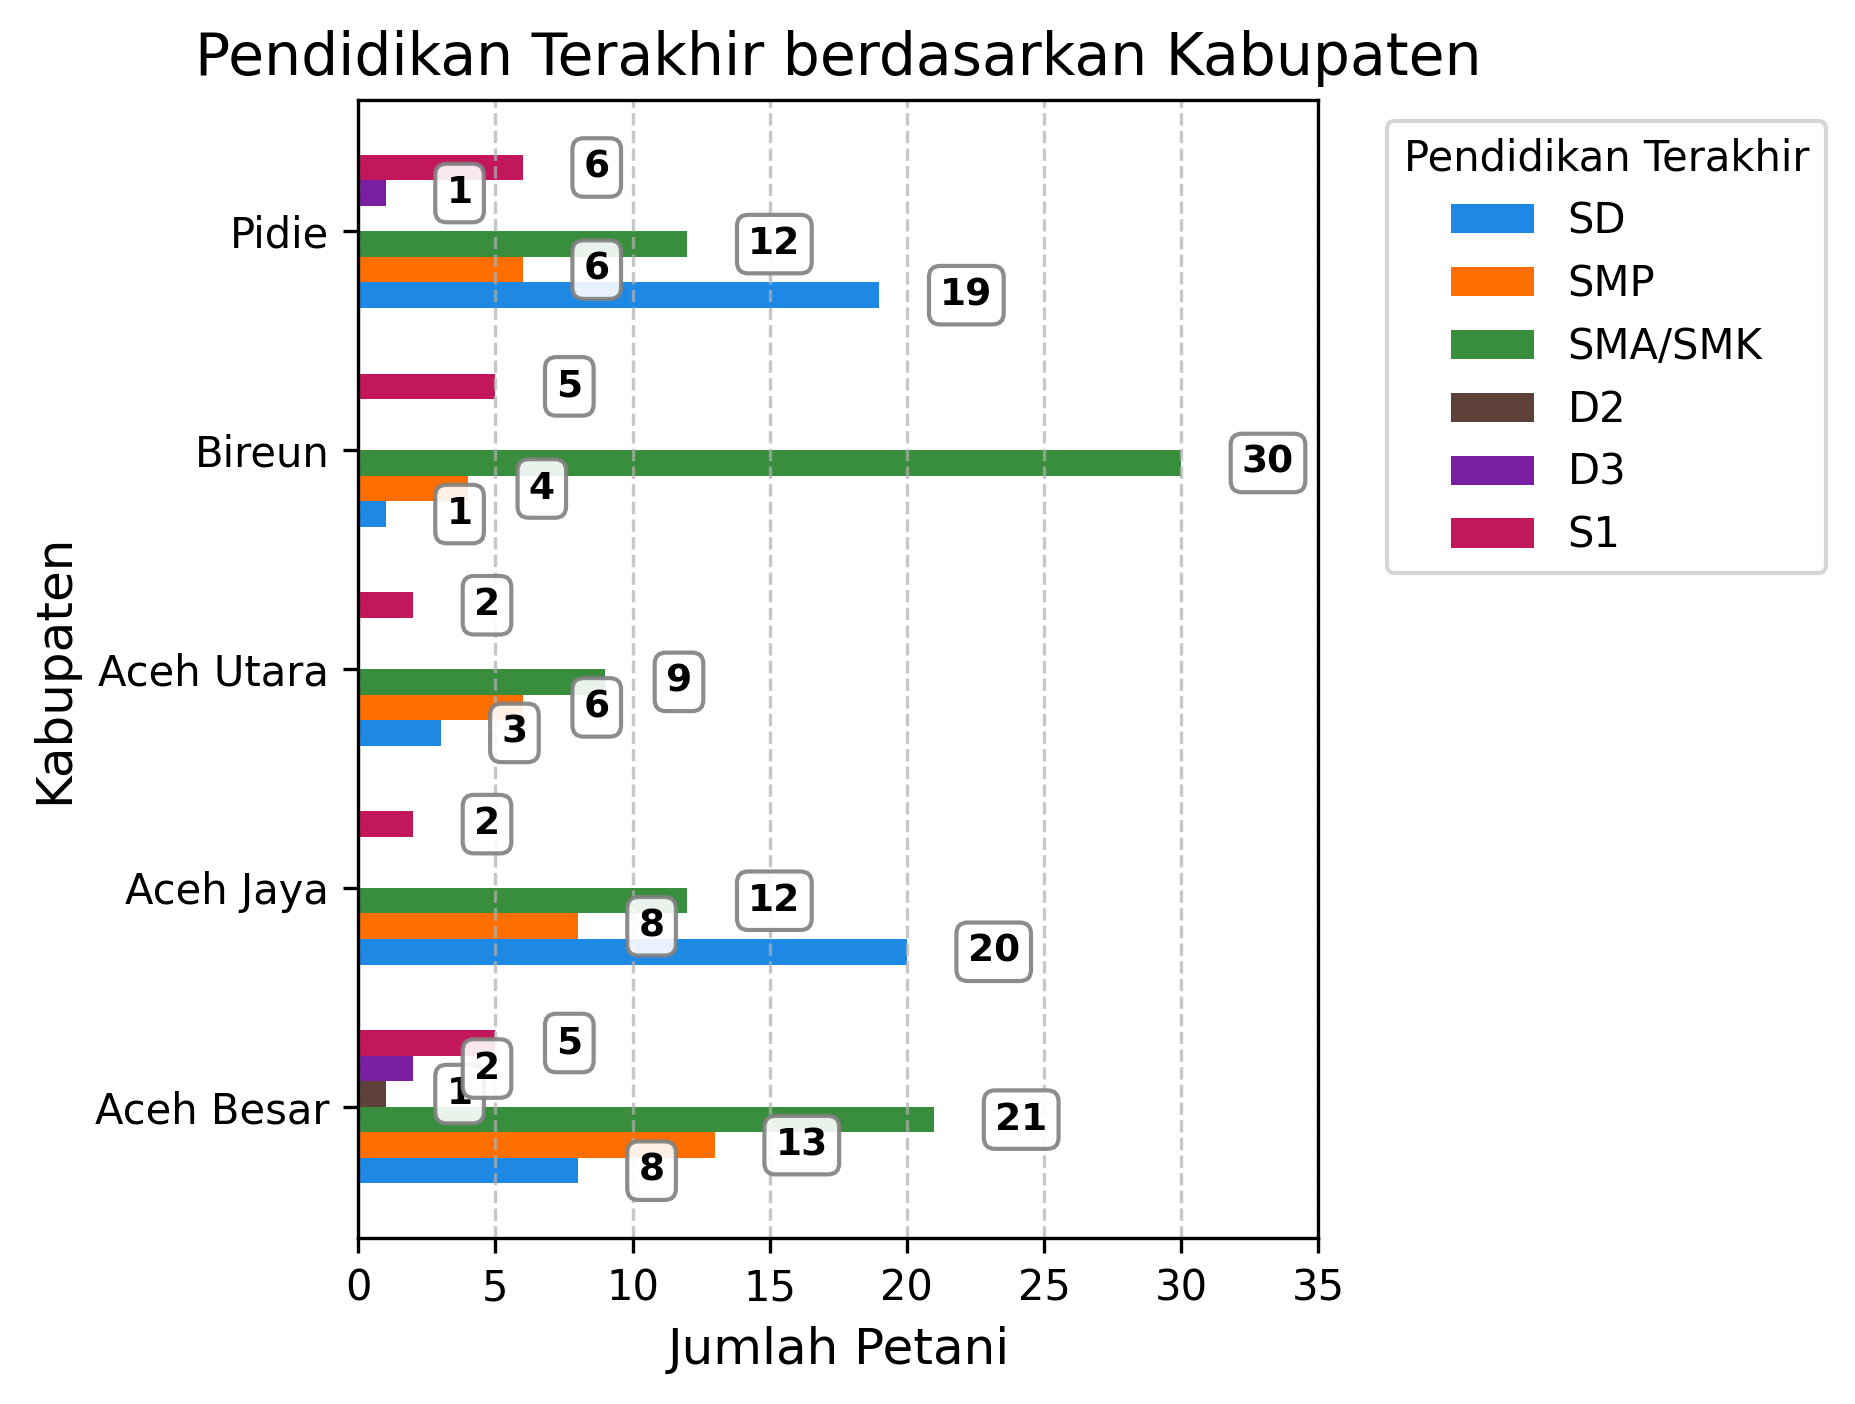 Pendidikan Terakhir berdasarkan Kabupaten
Pendidikan Terakhir
SD
SMP
SMA/SMK
D2
D3
S1
Kabupaten
Pidie
6
1
12
6
19
Bireun
5
30
4
1
Aceh Utara
2
9
6
3
Aceh Jaya
2
12
8
20
Aceh Besar
5
2
1
21
13
8
0 5 10 15 20 25 30 35
Jumlah Petani